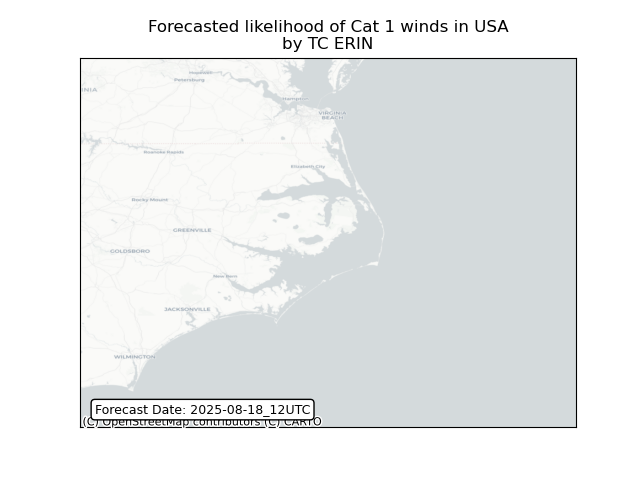 Forecasted likelihood of Cat 1 winds in USA
by TC ERIN
Hopewell
Petersburg
NIA
Hampton
VIRGINIA
BEACH
Roanoke Rapids
Elizabeth City
Rocky Mount
GREENVILLE
GOLDSBORO
New Bern
JACKSONVILLE
WILMINGTON
Forecast Date: 2025-08-18_12UTC
(C) OpenStreetMap contributors (C) CARTO